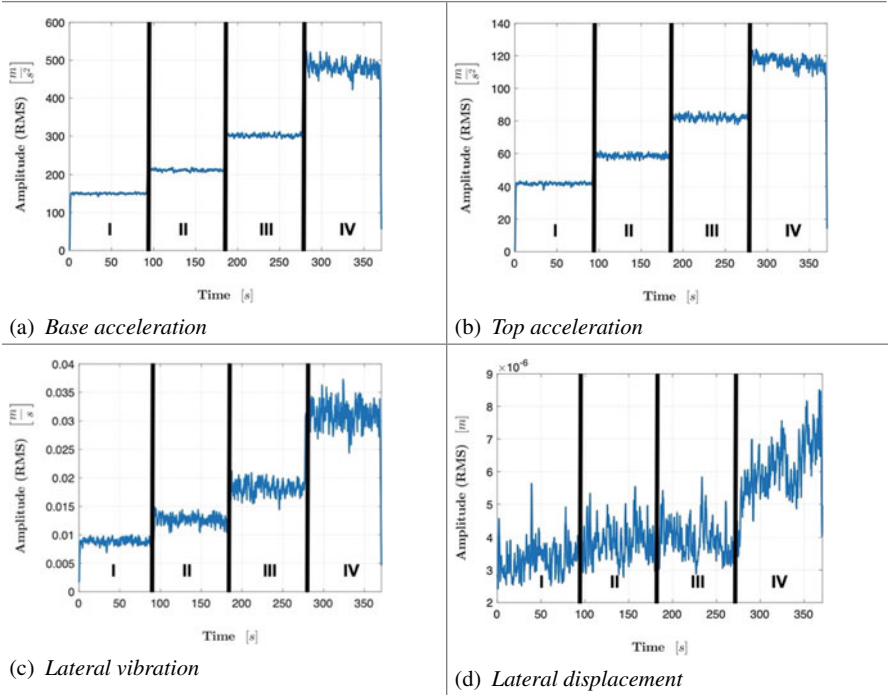 Amplitude (RMS) [m/s²]
600
500
400
300
200
100
0
I II III IV
0 50 100 150 200 250 300 350
Time [s]
(a) Base acceleration
Amplitude (RMS) [m/s²]
140
120
100
80
60
40
20
0
I II III IV
0 50 100 150 200 250 300 350
Time [s]
(b) Top acceleration
Amplitude (RMS) [m/s]
0.04
0.035
0.03
0.025
0.02
0.015
0.01
0.005
0
I II III IV
0 50 100 150 200 250 300 350
Time [s]
(c) Lateral vibration
× 10⁻⁶
Amplitude (RMS) [m]
9
8
7
6
5
4
3
2
I II III IV
0 50 100 150 200 250 300 350
Time [s]
(d) Lateral displacement